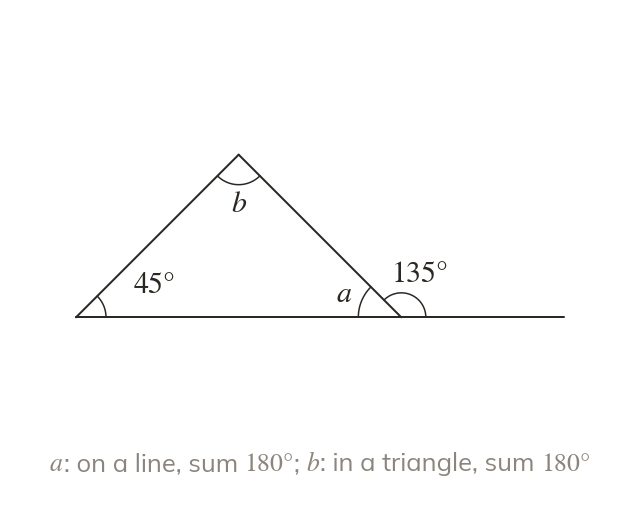 b
45°
a
135°
a: on a line, sum 180°; b: in a triangle, sum 180°